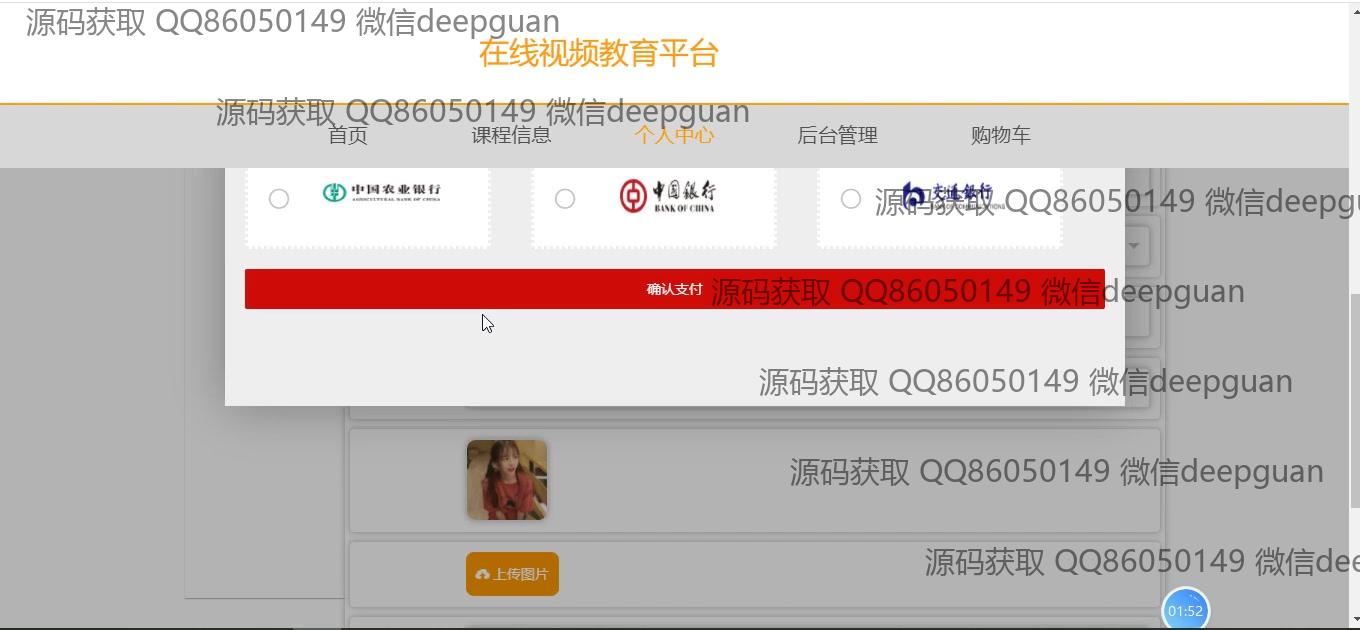 源码获取 QQ86050149 微信deepguan
在线视频教育平台
源码获取 QQ86050149 微信deepguan
首页 课程信息 个人中心 后台管理 购物车
中国农业银行 中国银行 交通银行
AGRICULTURAL BANK OF CHINA BANK OF CHINA
源码获取 QQ86050149 微信deepgu
确认支付
源码获取 QQ86050149 微信deepguan
源码获取 QQ86050149 微信deepguan
源码获取 QQ86050149 微信deepguan
源码获取 QQ86050149 微信dee
上传图片
01:52